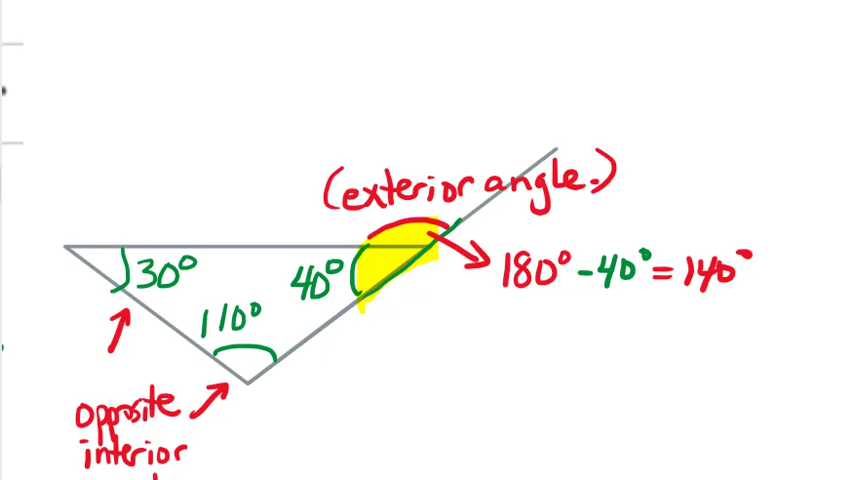 (exterior angle.)
30°
40°
180° - 40° = 140°
110°
opposite
interior